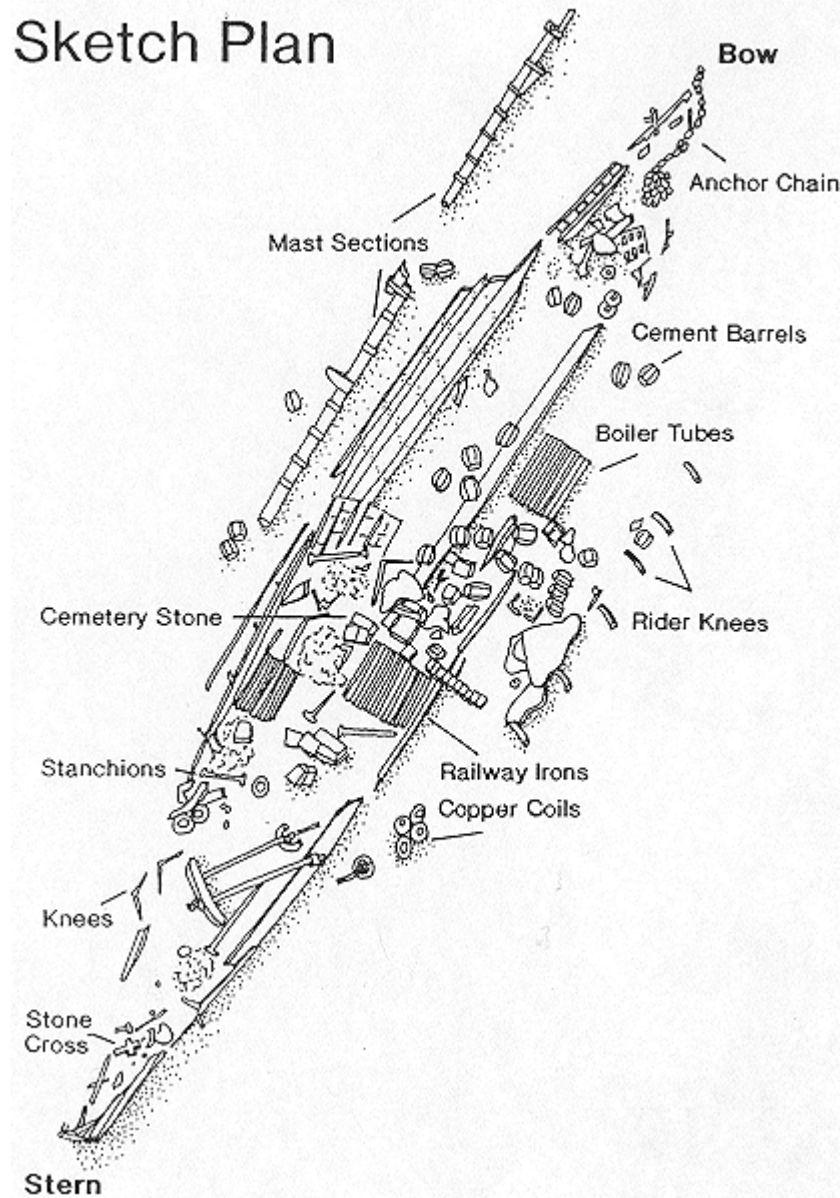 Sketch Plan
Bow
Anchor Chain
Mast Sections
Cement Barrels
Boiler Tubes
Cemetery Stone
Rider Knees
Stanchions
Railway Irons
Copper Coils
Knees
Stone
Cross
Stern